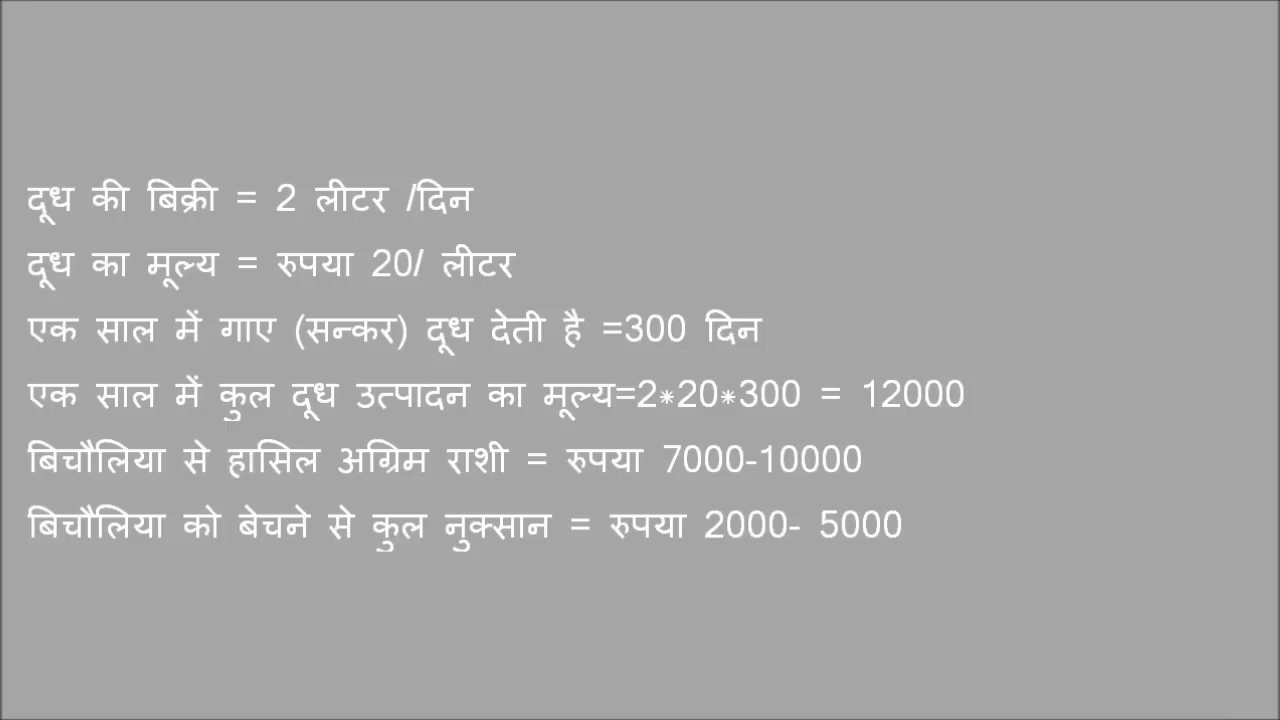 दूध की बिक्री = 2 लीटर /दिन
दूध का मूल्य = रुपया 20/ लीटर
एक साल में गाए (सन्कर) दूध देती है =300 दिन
एक साल में कुल दूध उत्पादन का मूल्य=2*20*300 = 12000
बिचौलिया से हासिल अग्रिम राशी = रुपया 7000-10000
बिचौलिया को बेचने से कुल नुक्सान = रुपया 2000- 5000